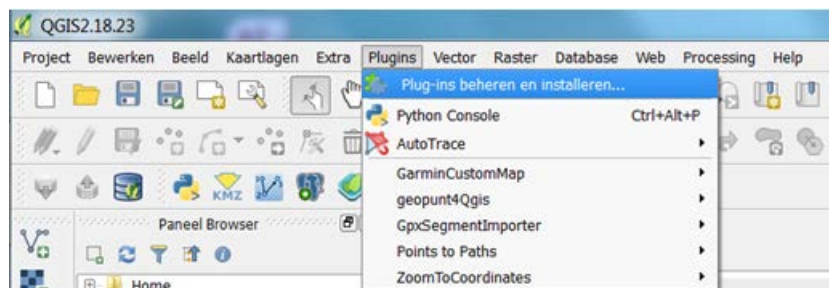 QGIS2.18.23
Project Bewerken Beeld Kaartlagen Extra Plugins Vector Raster Database Web Processing Help
Plug-ins beheren en installeren...
Python Console Ctrl+Alt+P
AutoTrace
KMZ
GarminCustomMap
geopunt4Qgis
Paneel Browser
GpxSegmentImporter
Points to Paths
Home
ZoomToCoordinates